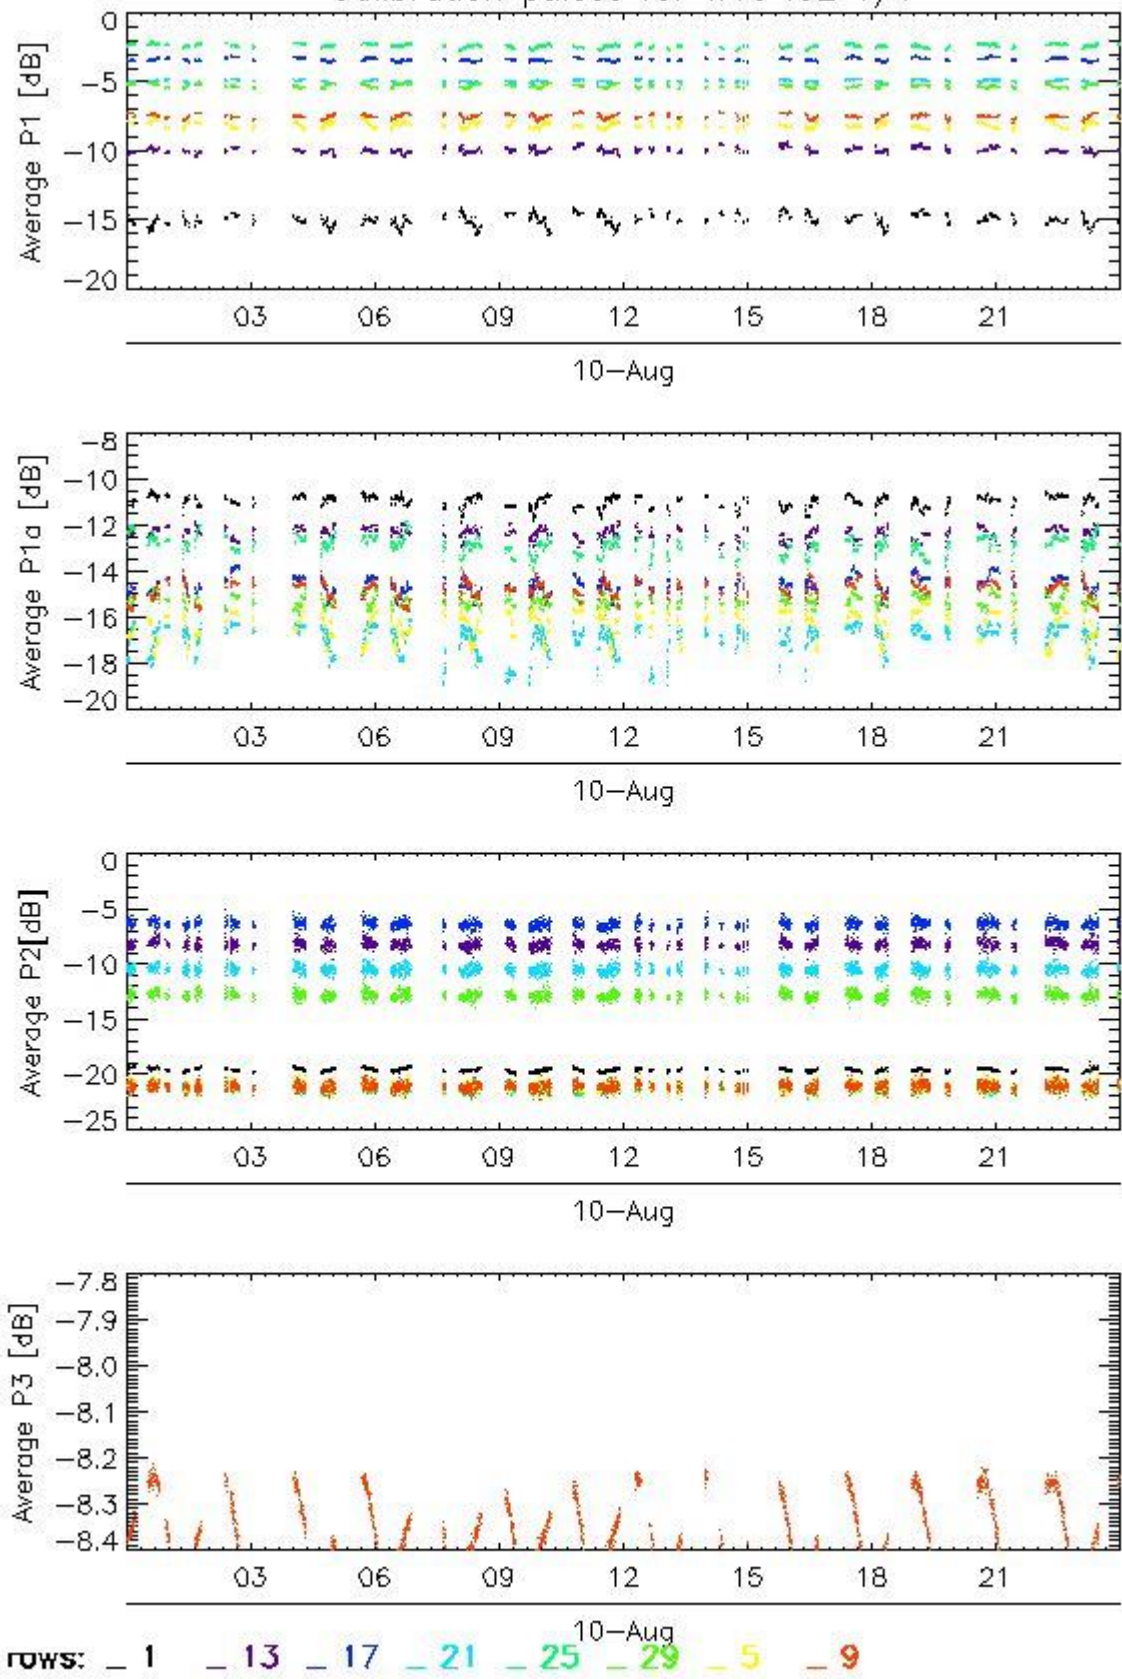 0
-5
-10
-15
-20
Average P1 [dB]
03 06 09 12 15 18 21
10-Aug
-8
-10
-12
-14
-16
-18
-20
Average P1a [dB]
03 06 09 12 15 18 21
10-Aug
0
-5
-10
-15
-20
-25
Average P2[dB]
03 06 09 12 15 18 21
10-Aug
-7.8
-7.9
-8.0
-8.1
-8.2
-8.3
-8.4
Average P3 [dB]
03 06 09 12 15 18 21
10-Aug
rows: _ 1 _ 13 _ 17 _ 21 _ 25 _ 29 _ 5 _ 9